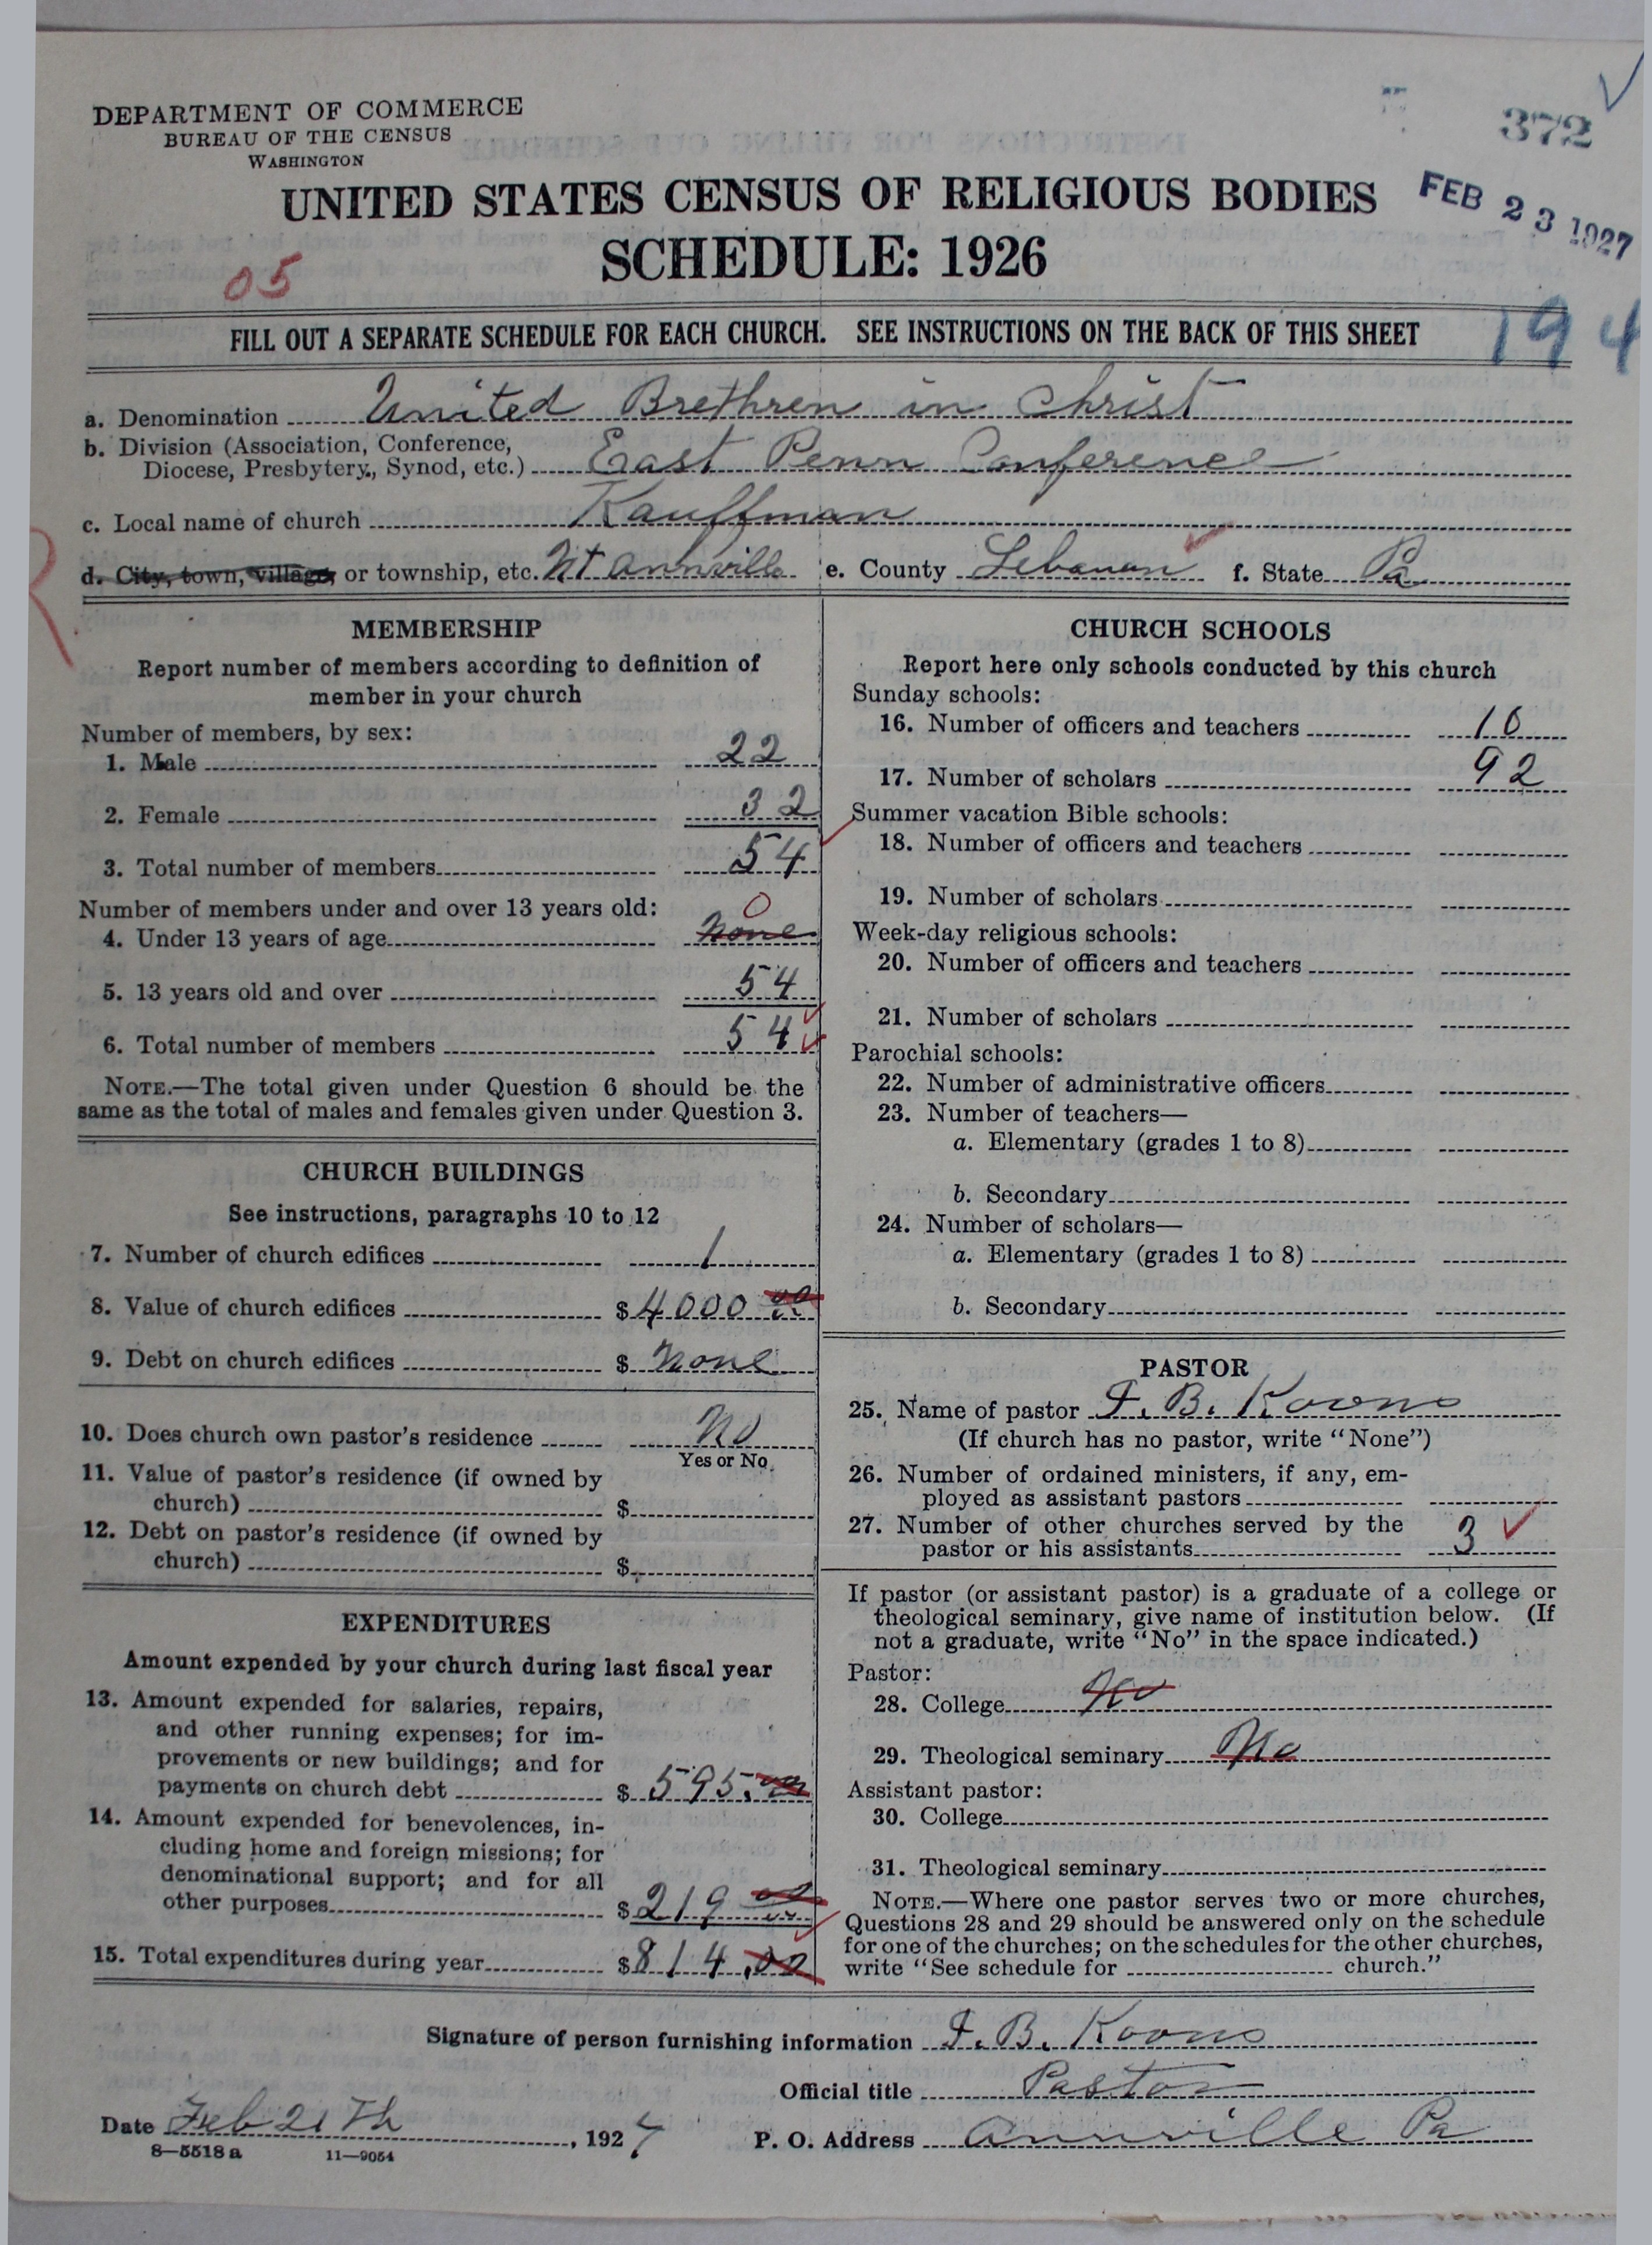 DEPARTMENT OF COMMERCE
BUREAU OF THE CENSUS
WASHINGTON
372
UNITED STATES CENSUS OF RELIGIOUS BODIES
FEB 23 1927
SCHEDULE: 1926
05
FILL OUT A SEPARATE SCHEDULE FOR EACH CHURCH. SEE INSTRUCTIONS ON THE BACK OF THIS SHEET
194
a. Denomination United Brethren in Christ
b. Division (Association, Conference,
Diocese, Presbytery, Synod, etc.) East Penn Conference
c. Local name of church Kauffman
R
d. City, town, village, or township, etc. Nt Annville e. County Lebanon f. State Pa
MEMBERSHIP
Report number of members according to definition of
member in your church
Number of members, by sex:
1. Male 22
2. Female 32
3. Total number of members 54
Number of members under and over 13 years old:
0
4. Under 13 years of age none
5. 13 years old and over 54
6. Total number of members 54
NOTE.—The total given under Question 6 should be the
same as the total of males and females given under Question 3.
CHURCH BUILDINGS
See instructions, paragraphs 10 to 12
7. Number of church edifices 1
8. Value of church edifices $ 4000 00
9. Debt on church edifices $ none
10. Does church own pastor's residence No
Yes or No
11. Value of pastor's residence (if owned by
church) $
12. Debt on pastor's residence (if owned by
church) $
EXPENDITURES
Amount expended by your church during last fiscal year
13. Amount expended for salaries, repairs,
and other running expenses; for im-
provements or new buildings; and for
payments on church debt $ 595.00
14. Amount expended for benevolences, in-
cluding home and foreign missions; for
denominational support; and for all
other purposes $ 219 00
15. Total expenditures during year $ 814.00
CHURCH SCHOOLS
Report here only schools conducted by this church
Sunday schools:
16. Number of officers and teachers 10
17. Number of scholars 92
Summer vacation Bible schools:
18. Number of officers and teachers
19. Number of scholars
Week-day religious schools:
20. Number of officers and teachers
21. Number of scholars
Parochial schools:
22. Number of administrative officers
23. Number of teachers—
a. Elementary (grades 1 to 8)
b. Secondary
24. Number of scholars—
a. Elementary (grades 1 to 8)
b. Secondary
PASTOR
25. Name of pastor I. B. Koons
(If church has no pastor, write "None")
26. Number of ordained ministers, if any, em-
ployed as assistant pastors
27. Number of other churches served by the
pastor or his assistants 3
If pastor (or assistant pastor) is a graduate of a college or
theological seminary, give name of institution below. (If
not a graduate, write "No" in the space indicated.)
Pastor:
28. College No
29. Theological seminary No
Assistant pastor:
30. College
31. Theological seminary
NOTE.—Where one pastor serves two or more churches,
Questions 28 and 29 should be answered only on the schedule
for one of the churches; on the schedules for the other churches,
write "See schedule for church."
Signature of person furnishing information I. B. Koons
Official title Pastor
Date Feb 21 Th, 1927
P. O. Address Annville Pa
8—5518 a 11—9054